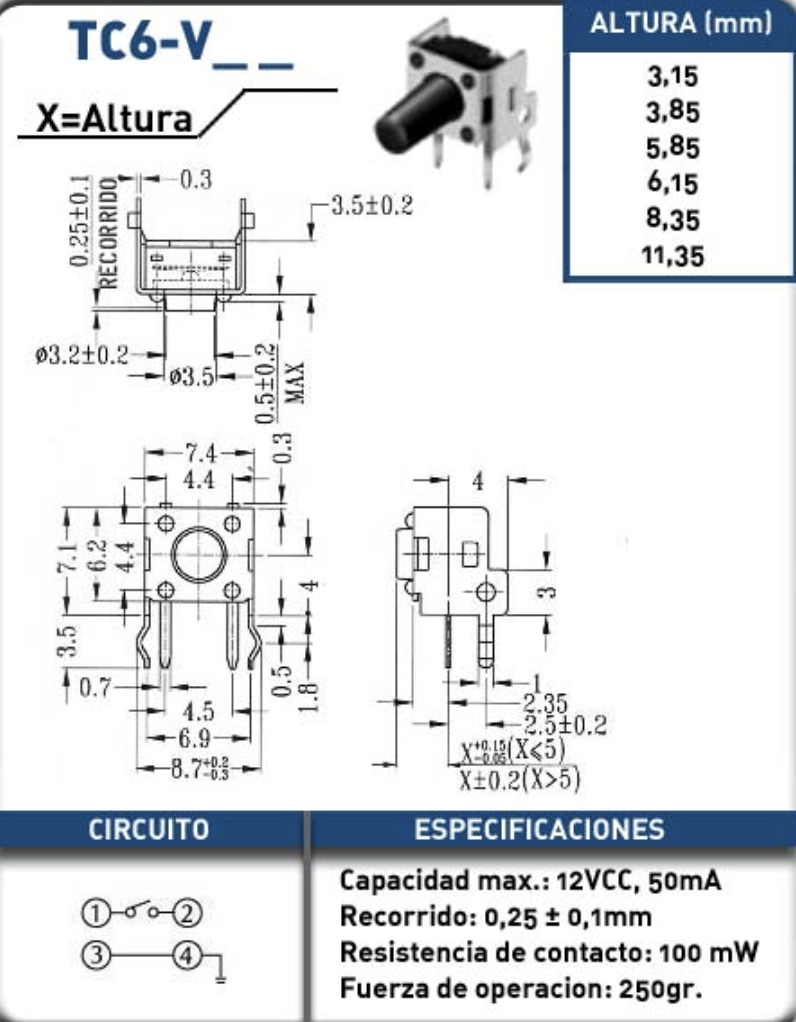 TC6-V_ _
X=Altura
ALTURA (mm)
3,15
3,85
5,85
6,15
8,35
11,35
0.25±0.1
RECORRIDO
0.3
3.5±0.2
ø3.2±0.2
ø3.5
0.5±0.2
MAX
0.3
7.4
4.4
7.1
6.2
4.4
4
3.5
0.7
0.5
1.8
4.5
6.9
8.7+0.2-0.3
4
3
1
2.35
2.5±0.2
X+0.15-0.05(X≤5)
X±0.2(X>5)
CIRCUITO
1 2
3 4
ESPECIFICACIONES
Capacidad max.: 12VCC, 50mA
Recorrido: 0,25 ± 0,1mm
Resistencia de contacto: 100 mW
Fuerza de operacion: 250gr.